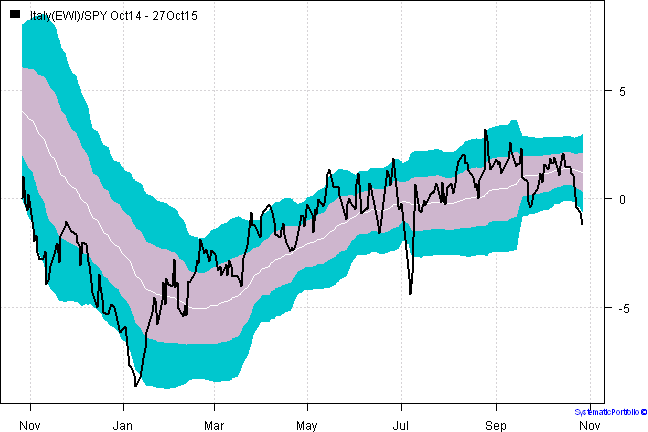 Italy(EWI)/SPY Oct14 - 27Oct15
5
0
-5
Nov Jan Mar May Jul Sep Nov
SystematicPortfolio ©